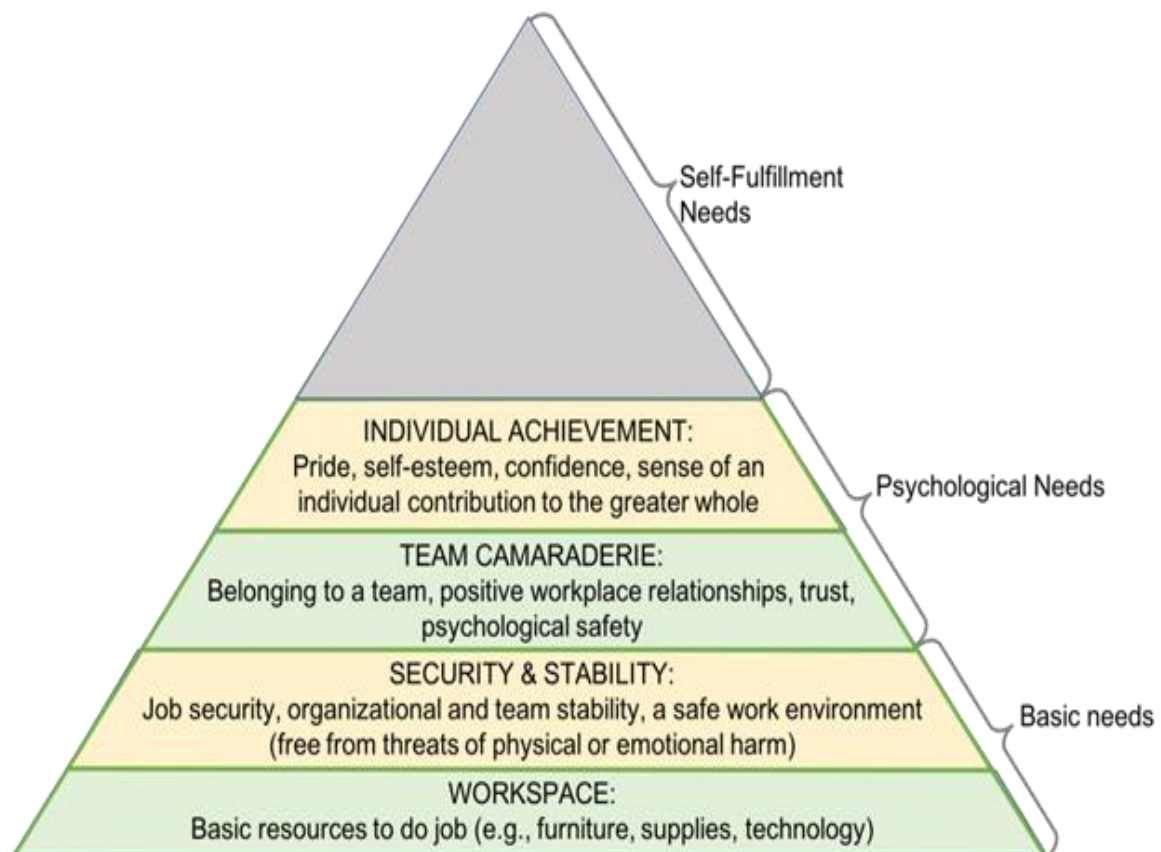 Self-Fulfillment
Needs
INDIVIDUAL ACHIEVEMENT:
Pride, self-esteem, confidence, sense of an
individual contribution to the greater whole
Psychological Needs
TEAM CAMARADERIE:
Belonging to a team, positive workplace relationships, trust,
psychological safety
SECURITY & STABILITY:
Job security, organizational and team stability, a safe work environment
(free from threats of physical or emotional harm)
Basic needs
WORKSPACE:
Basic resources to do job (e.g., furniture, supplies, technology)